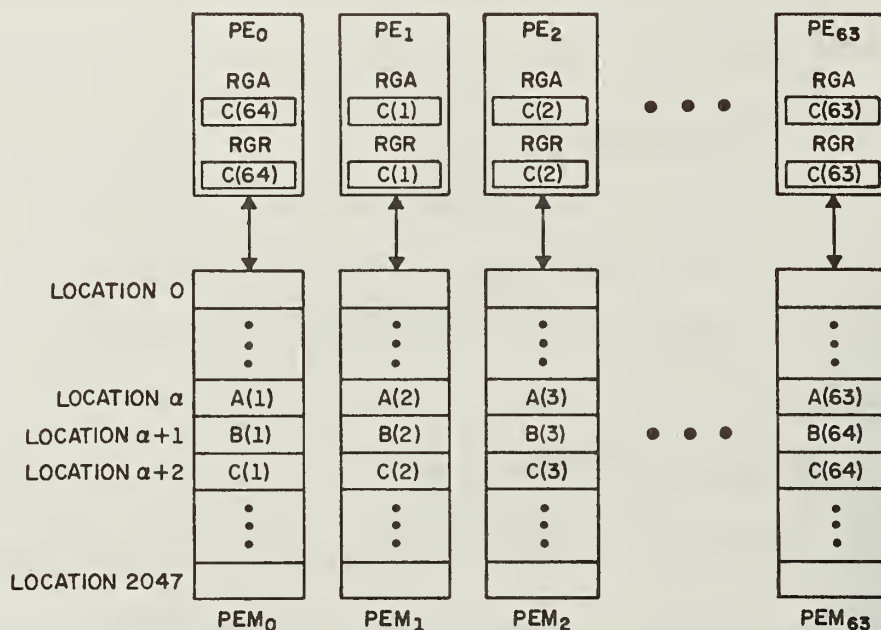 PE₀ PE₁ PE₂ PE₆₃
RGA RGA RGA RGA
C(64) C(1) C(2) • • • C(63)
RGR RGR RGR RGR
C(64) C(1) C(2) C(63)
LOCATION 0
LOCATION α A(1) A(2) A(3) A(63)
LOCATION α+1 B(1) B(2) B(3) • • • B(64)
LOCATION α+2 C(1) C(2) C(3) C(64)
LOCATION 2047
PEM₀ PEM₁ PEM₂ PEM₆₃